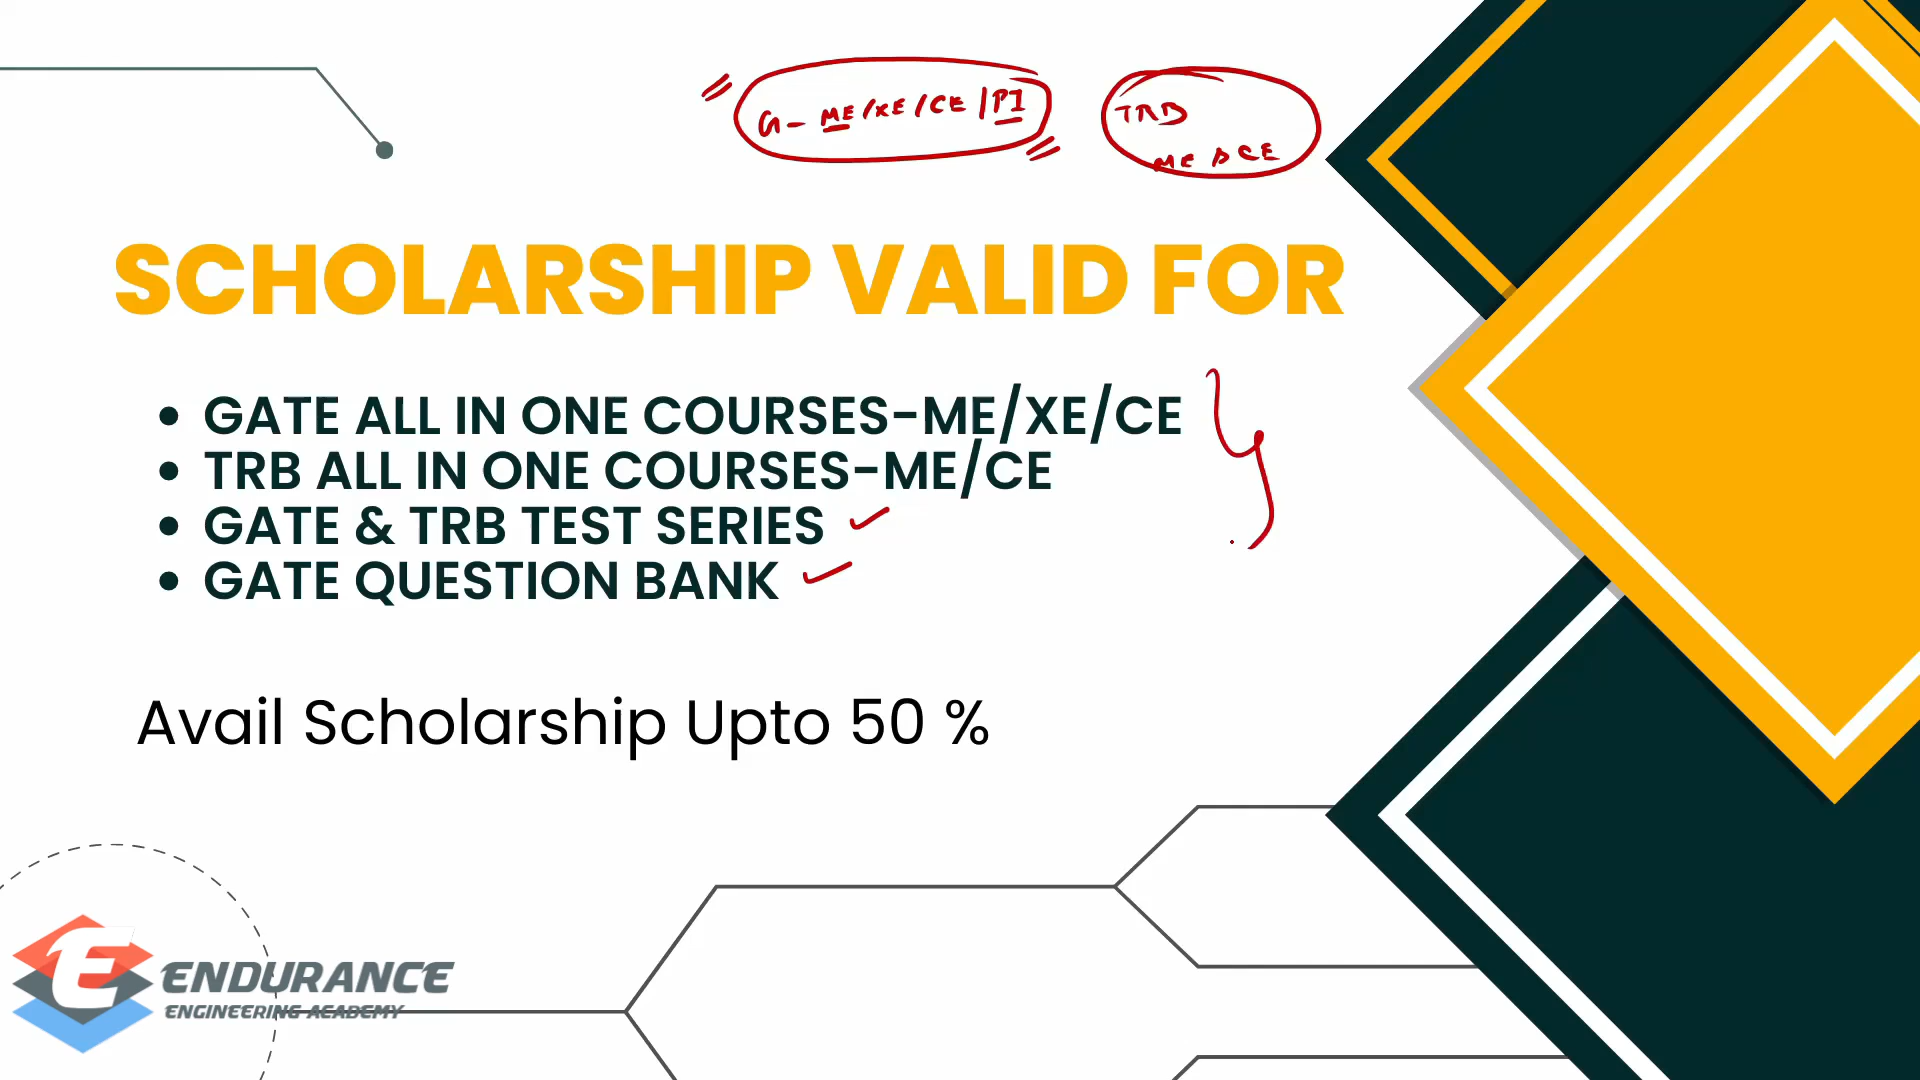 G- ME/XE/CE/PI
TRB
ME & CE
SCHOLARSHIP VALID FOR
• GATE ALL IN ONE COURSES-ME/XE/CE
• TRB ALL IN ONE COURSES-ME/CE
• GATE & TRB TEST SERIES
• GATE QUESTION BANK
Avail Scholarship Upto 50 %
E ENDURANCE
ENGINEERING ACADEMY